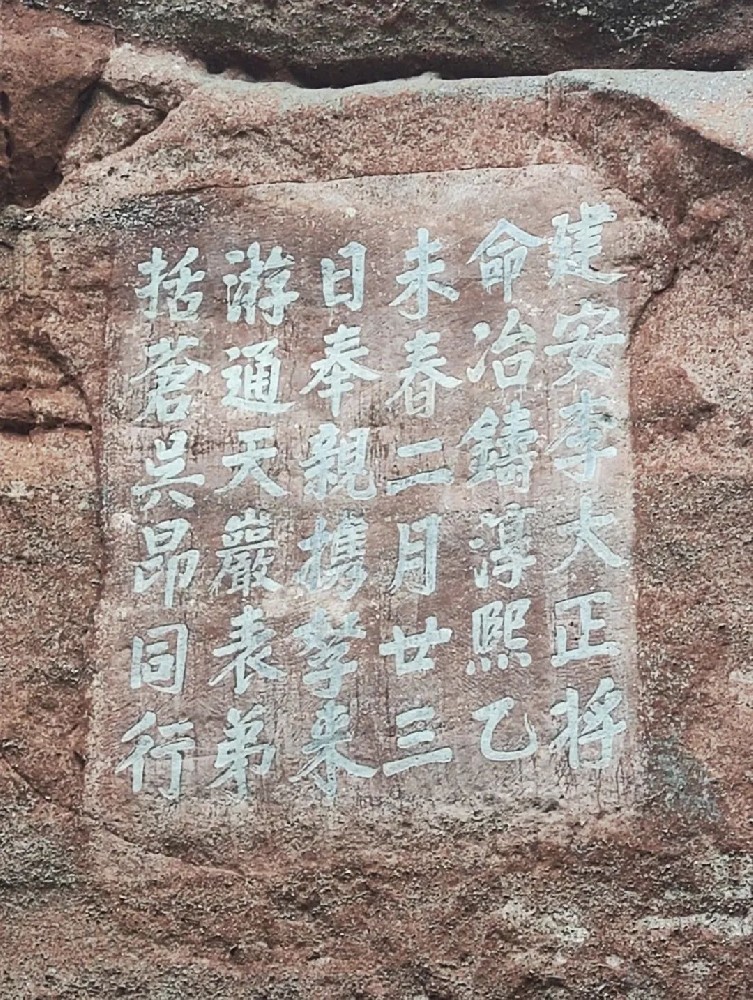 建安李大正将
命冶鑄淳熙乙
未春二月廿三
日奉親携孥来
游通天巖表弟
括蒼吳昂同行